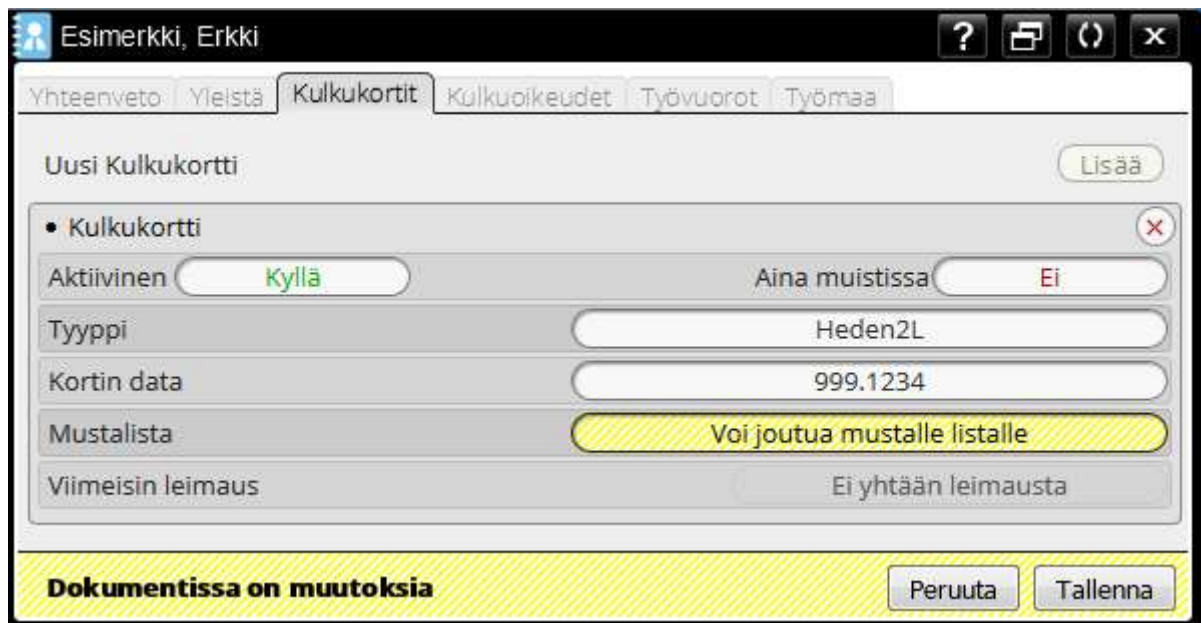 Esimerkki, Erkki ? x
Yhteenveto Yleistä Kulkukortit Kulkuoikeudet Työvuorot Työmaa
Uusi Kulkukortti Lisää
• Kulkukortti
Aktiivinen Kyllä Aina muistissa Ei
Tyyppi Heden2L
Kortin data 999.1234
Mustalista Voi joutua mustalle listalle
Viimeisin leimaus Ei yhtään leimausta
Dokumentissa on muutoksia Peruuta Tallenna